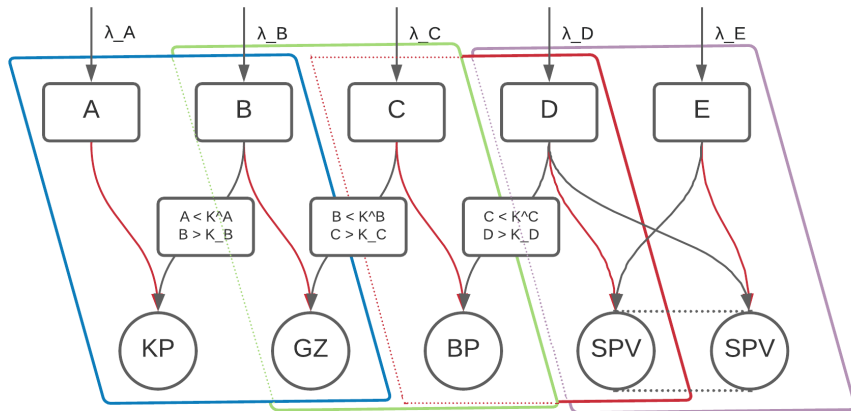 λ_A
λ_B
λ_C
λ_D
λ_E
A
B
C
D
E
A < K^A
B > K_B
B < K^B
C > K_C
C < K^C
D > K_D
KP
GZ
BP
SPV
SPV